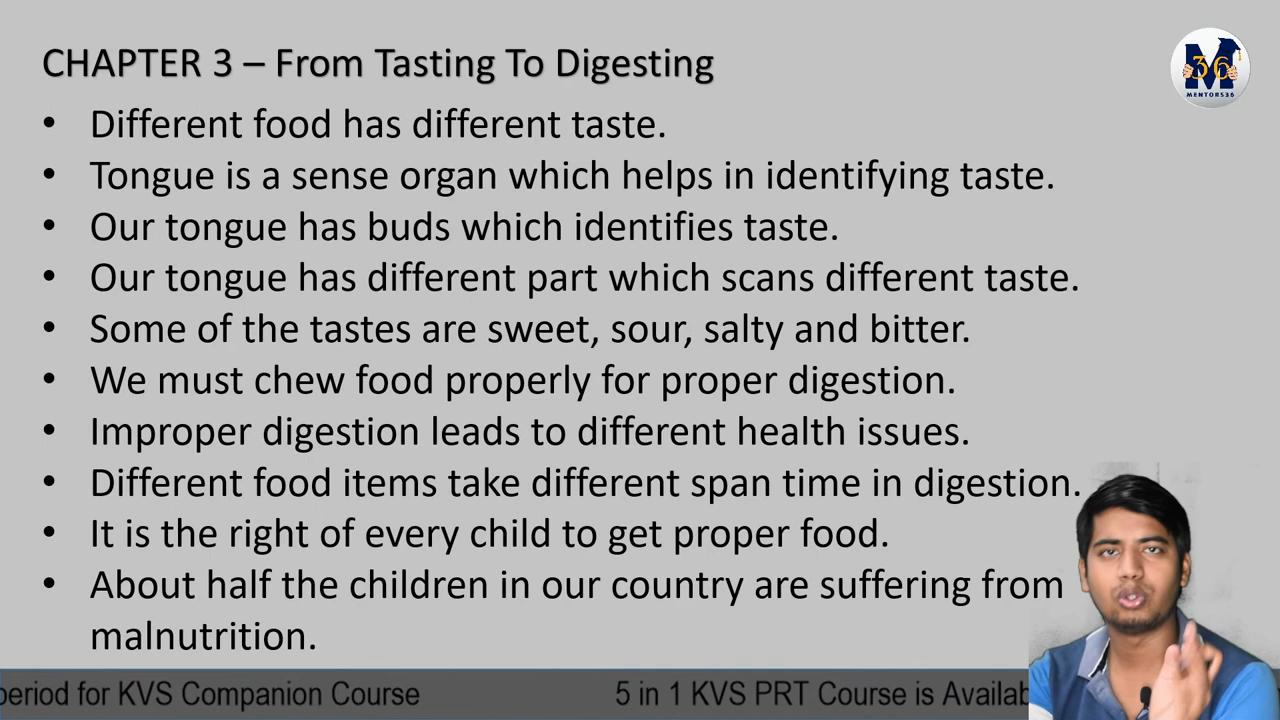 CHAPTER 3 – From Tasting To Digesting
M
36
MENTORS36
• Different food has different taste.
• Tongue is a sense organ which helps in identifying taste.
• Our tongue has buds which identifies taste.
• Our tongue has different part which scans different taste.
• Some of the tastes are sweet, sour, salty and bitter.
• We must chew food properly for proper digestion.
• Improper digestion leads to different health issues.
• Different food items take different span time in digestion.
• It is the right of every child to get proper food.
• About half the children in our country are suffering from
malnutrition.
period for KVS Companion Course 5 in 1 KVS PRT Course is Availab